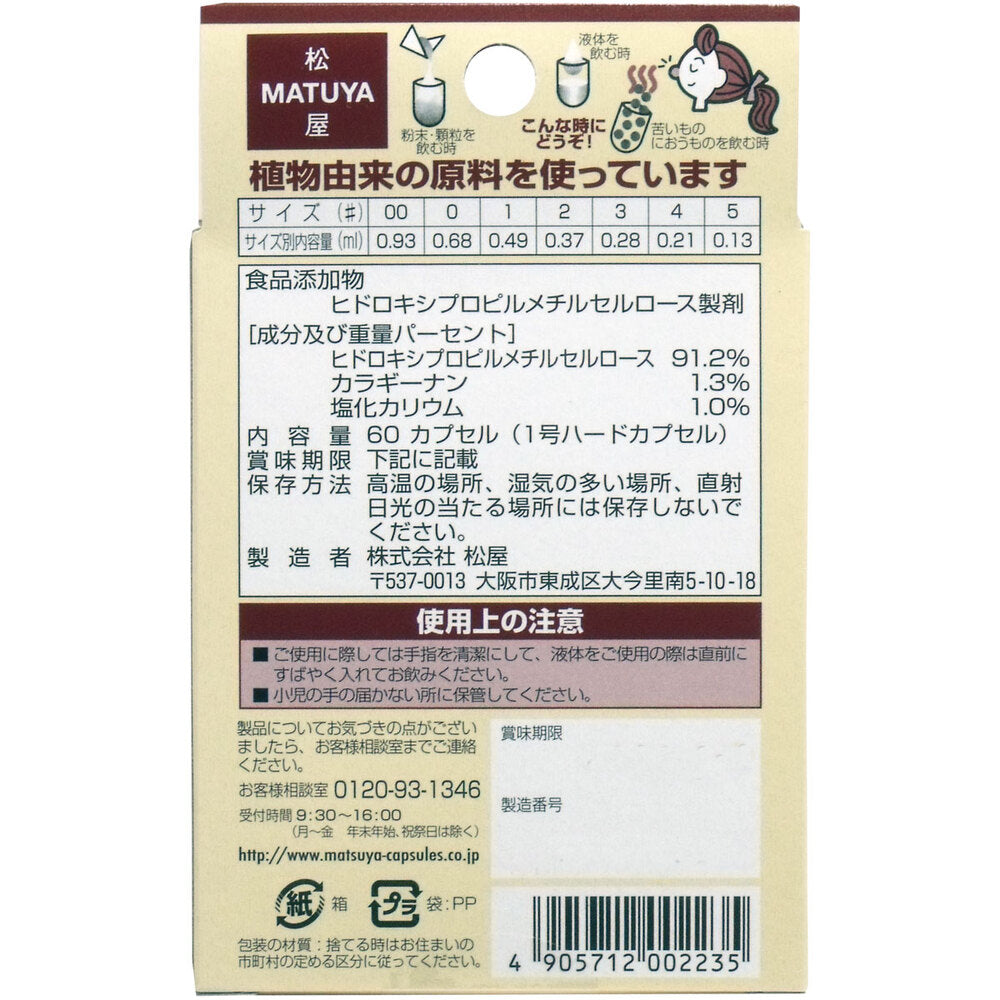 松
MATUYA
屋
粉末・顆粒を
飲む時
液体を
飲む時
こんな時に
どうぞ!
苦いもの
におうものを飲む時
植物由来の原料を使っています
サイズ(♯) 00 0 1 2 3 4 5
サイズ別内容量(ml) 0.93 0.68 0.49 0.37 0.28 0.21 0.13
食品添加物
ヒドロキシプロピルメチルセルロース製剤
[成分及び重量パーセント]
ヒドロキシプロピルメチルセルロース 91.2%
カラギーナン 1.3%
塩化カリウム 1.0%
内容量 60 カプセル(1号ハードカプセル)
賞味期限 下記に記載
保存方法 高温の場所、湿気の多い場所、直射
日光の当たる場所には保存しないで
ください。
製造者 株式会社 松屋
〒537-0013 大阪市東成区大今里南5-10-18
使用上の注意
■ご使用に際しては手指を清潔にして、液体をご使用の際は直前に
すばやく入れてお飲みください。
■小児の手の届かない所に保管してください。
製品についてお気づきの点がござい
ましたら、お客様相談室までご連絡
ください。
お客様相談室 0120-93-1346
受付時間 9:30~16:00
(月~金 年末年始、祝祭日は除く)
http://www.matsuya-capsules.co.jp
賞味期限
製造番号
紙 箱
プラ 袋:PP
包装の材質:捨てる時はお住まいの
市町村の定める区分に従ってください。
4 905712 002235